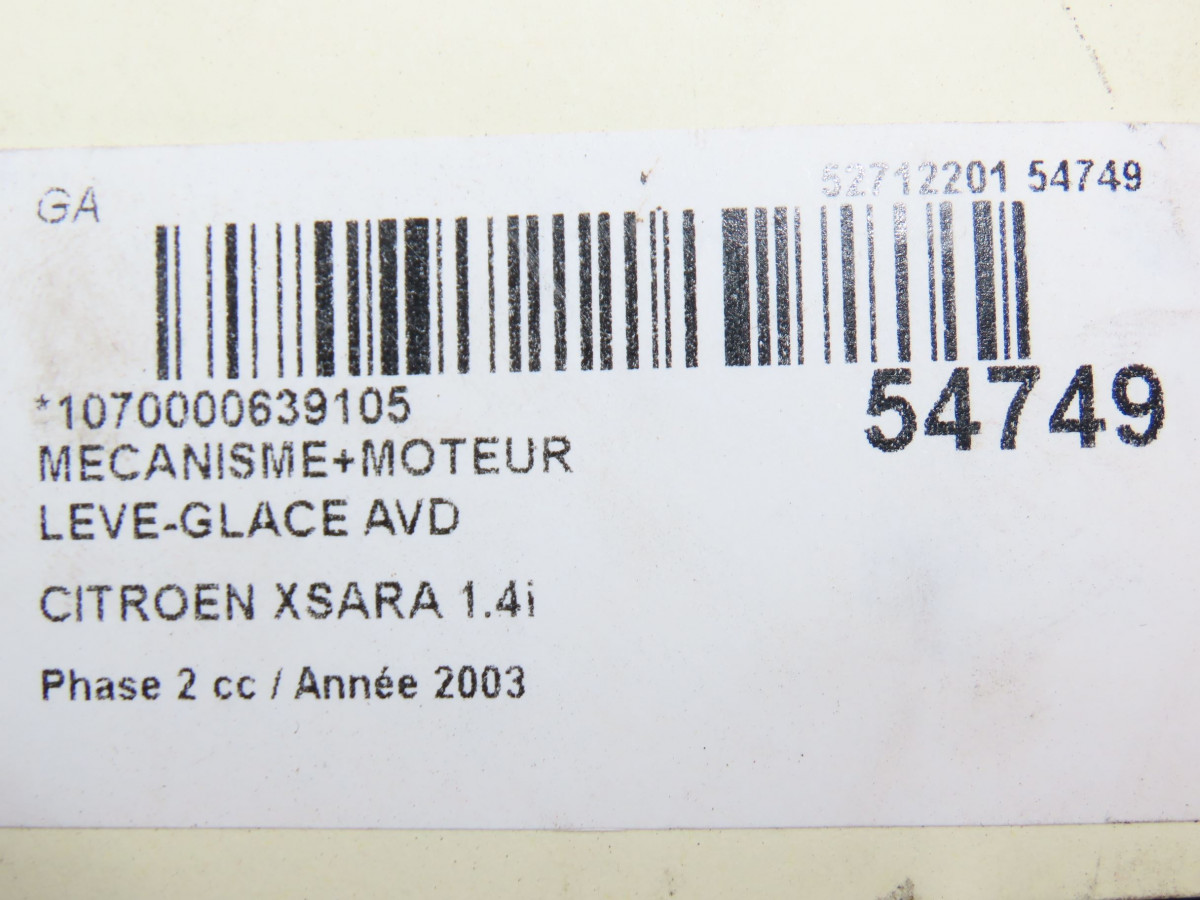 GA
52712201 54749
*1070000639105
54749
MECANISME+MOTEUR
LEVE-GLACE AVD
CITROEN XSARA 1.4i
Phase 2 cc / Année 2003